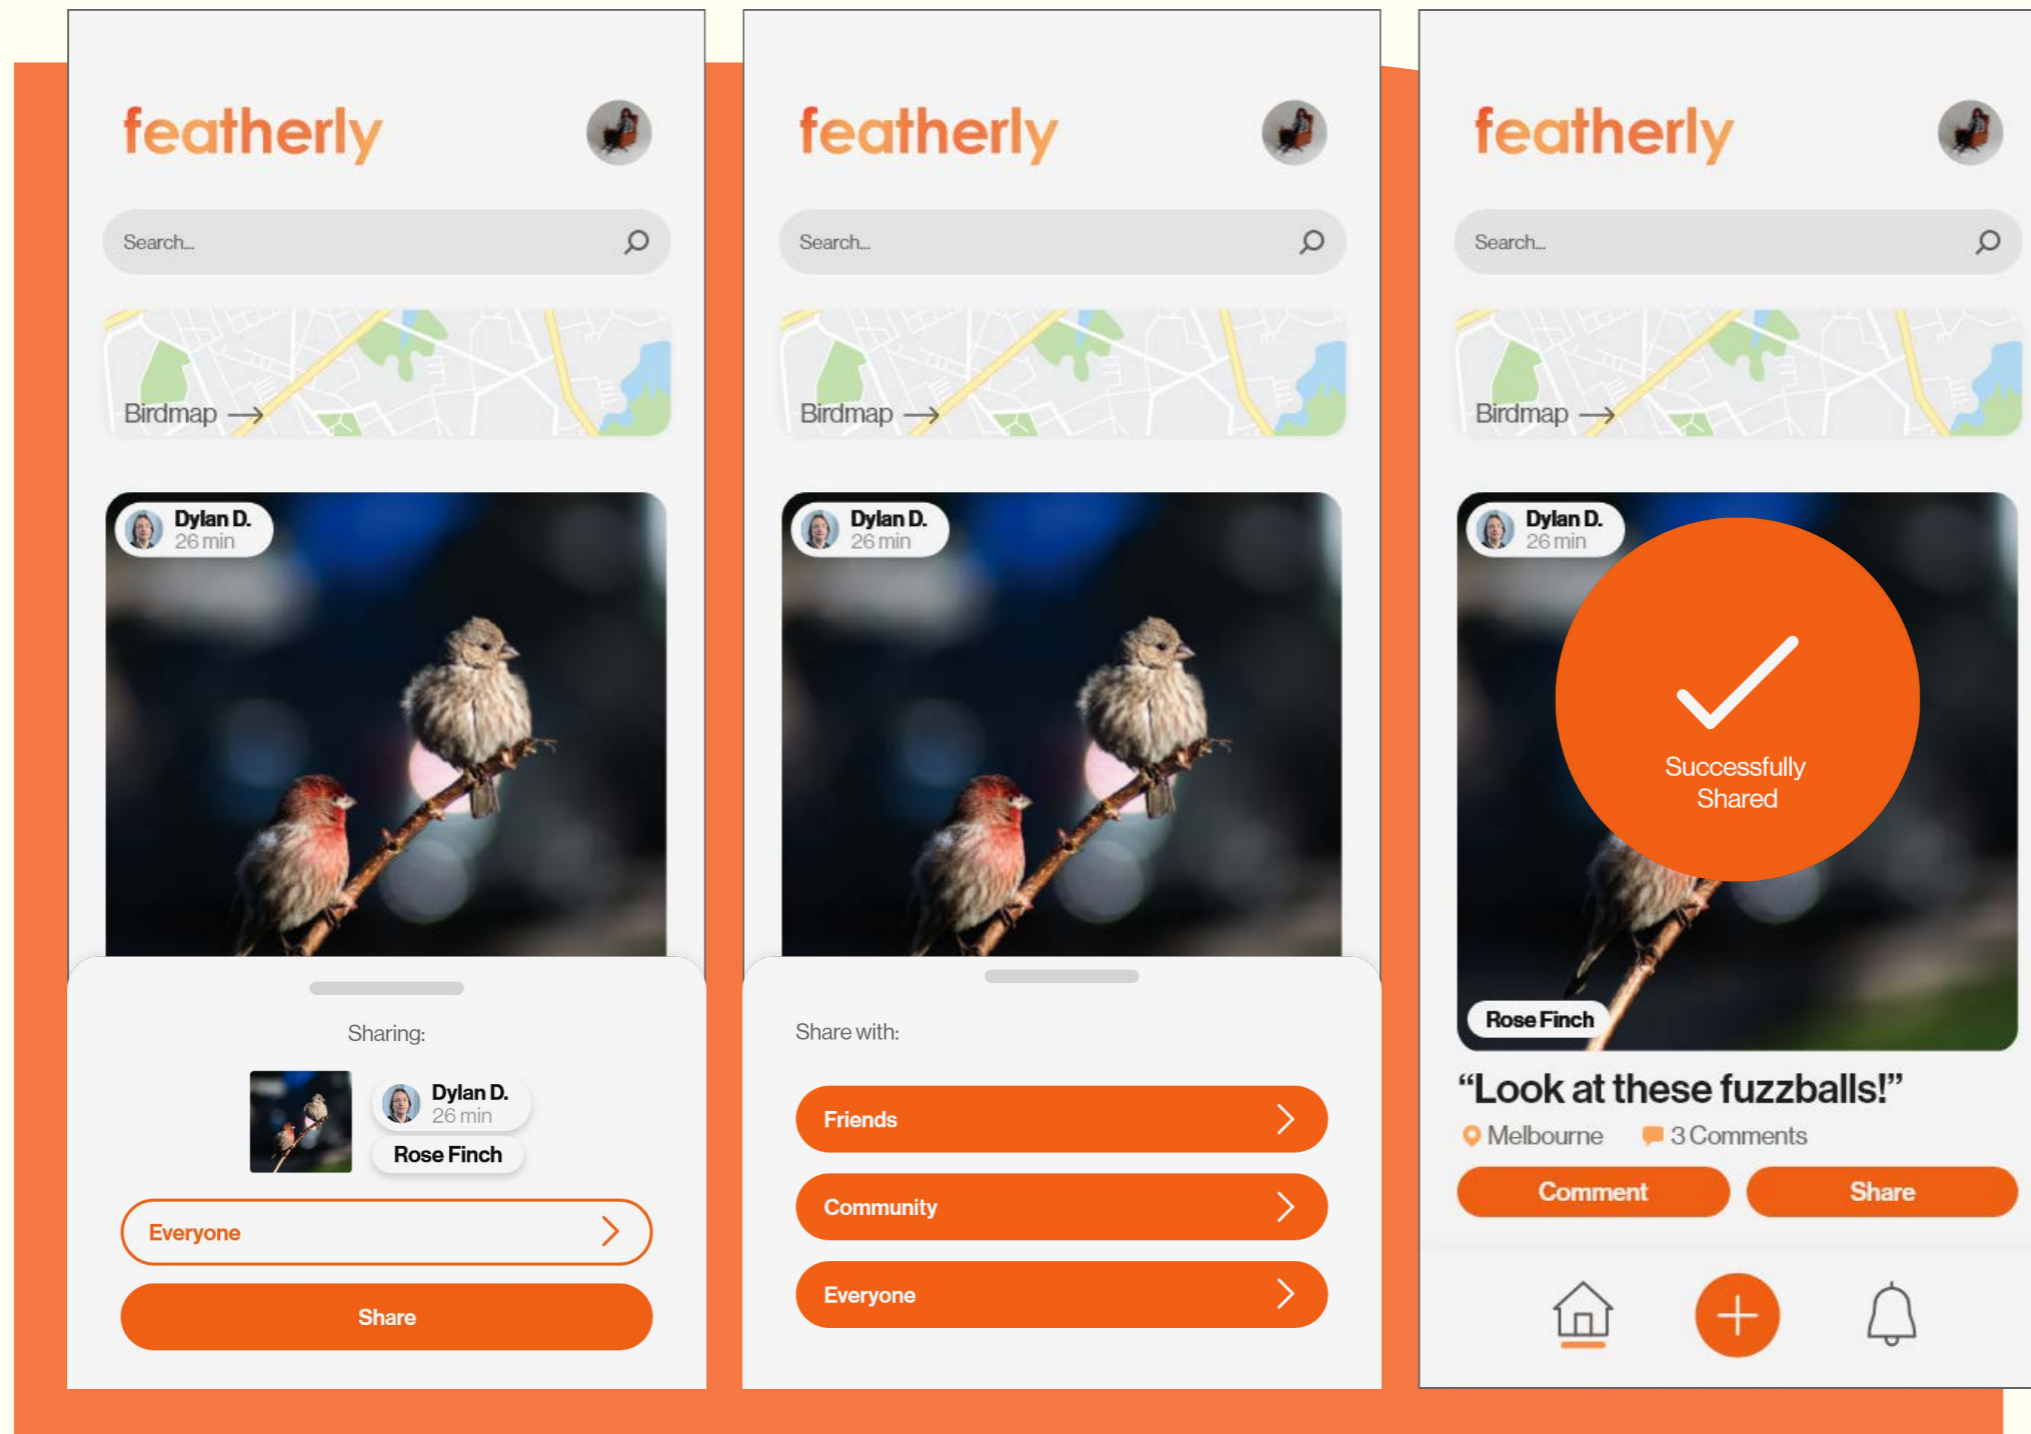 featherly
Search...
Birdmap
Dylan D.
26 min
Sharing:
Dylan D.
26 min
Rose Finch
Everyone
Share
featherly
Search...
Birdmap
Dylan D.
26 min
Share with:
Friends
Community
Everyone
featherly
Search...
Birdmap
Dylan D.
26 min
Successfully
Shared
Rose Finch
“Look at these fuzzballs!”
Melbourne 3 Comments
Comment Share